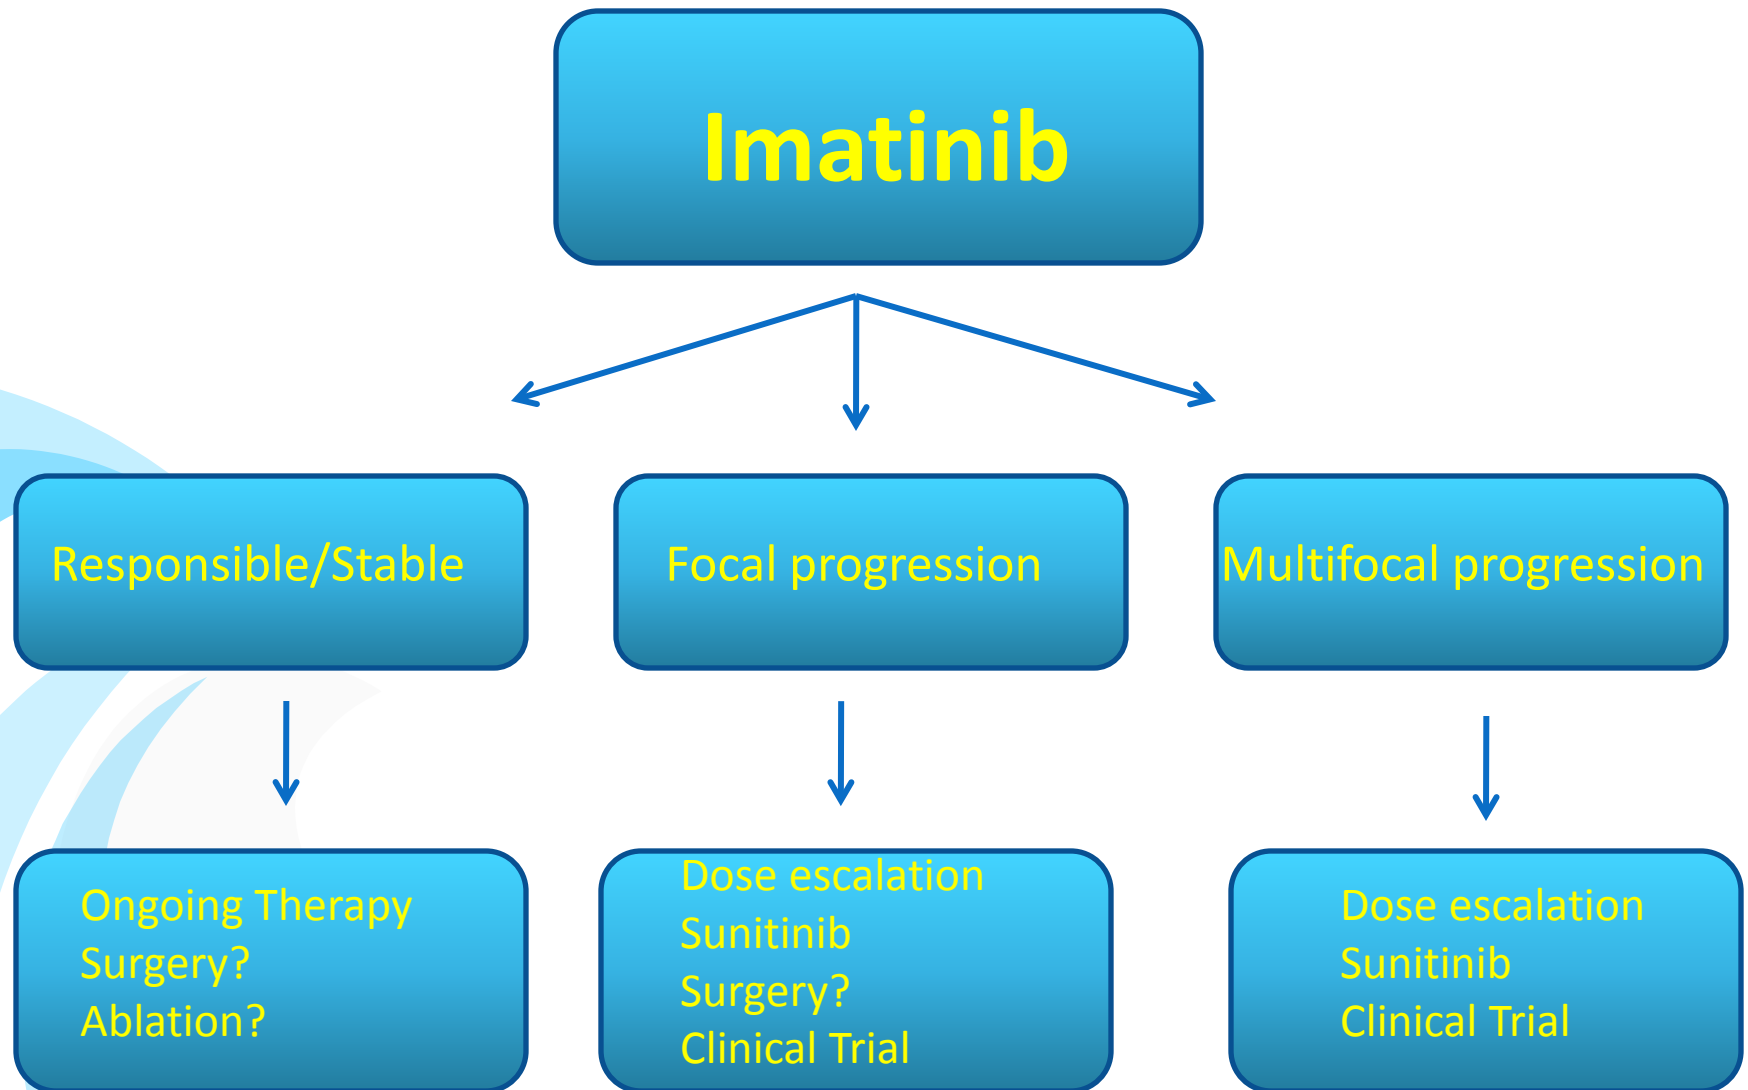 Imatinib
Responsible/Stable
Focal progression
Multifocal progression
Ongoing Therapy
Surgery?
Ablation?
Dose escalation
Sunitinib
Surgery?
Clinical Trial
Dose escalation
Sunitinib
Clinical Trial